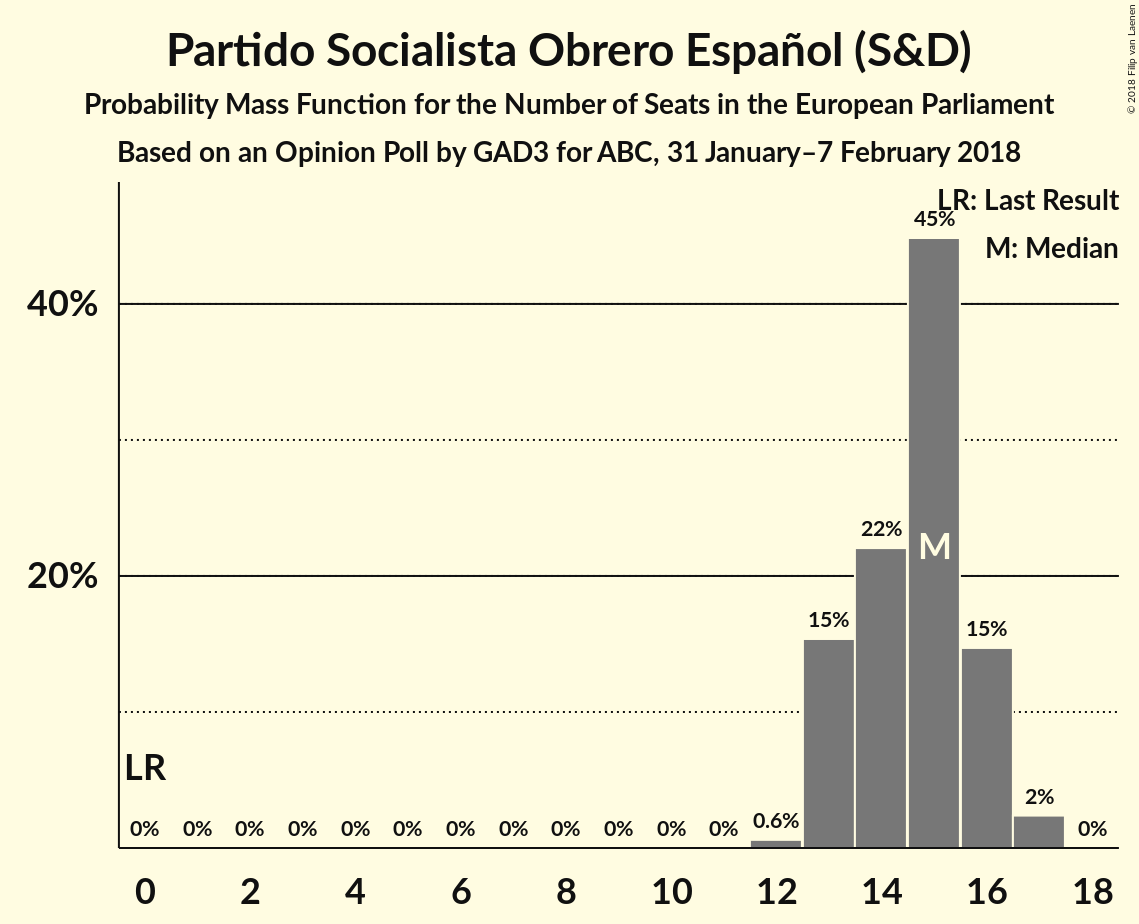 Partido Socialista Obrero Español (S&D)
Probability Mass Function for the Number of Seats in the European Parliament
Based on an Opinion Poll by GAD3 for ABC, 31 January–7 February 2018
© 2018 Filip van Laenen
LR: Last Result
M: Median
45%
40%
22%
M
20%
15%
15%
LR
2%
0% 0% 0% 0% 0% 0% 0% 0% 0% 0% 0% 0% 0.6% 0%
0 2 4 6 8 10 12 14 16 18